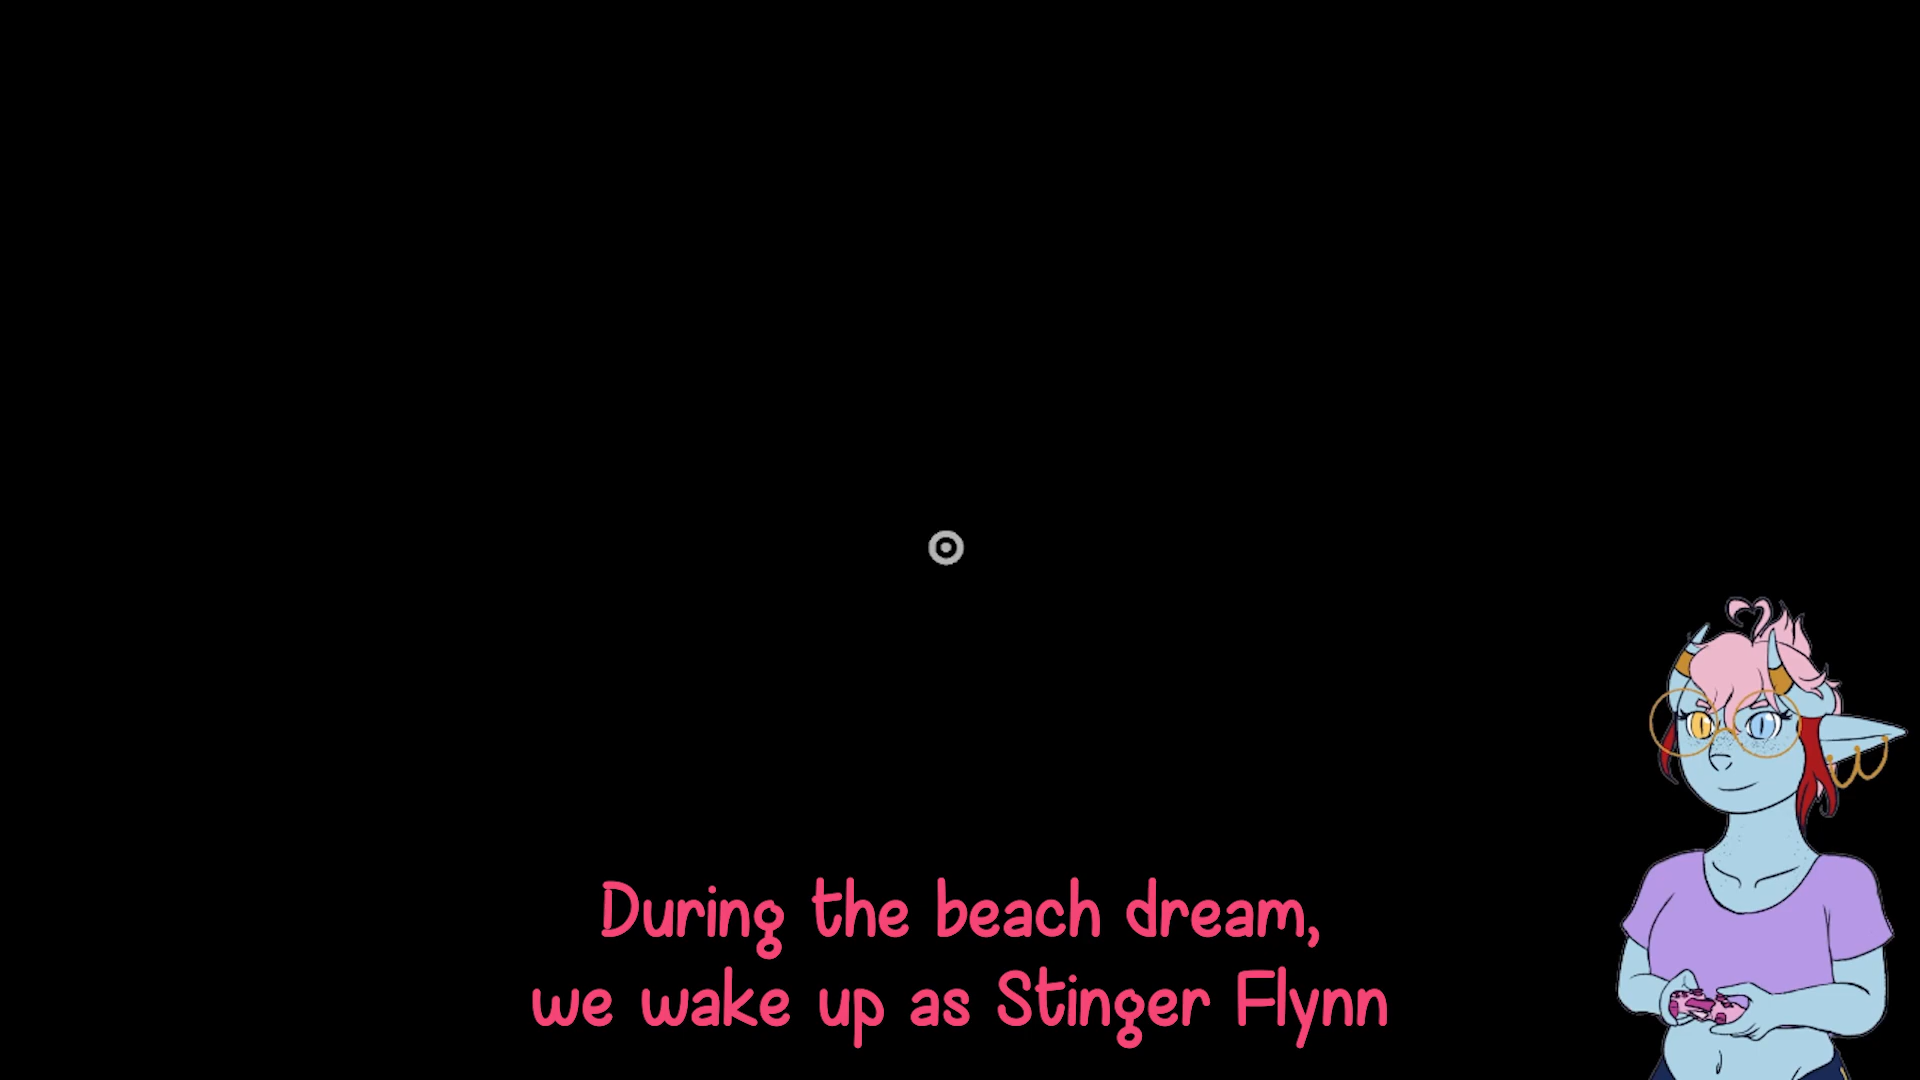 During the beach dream,
we wake up as Stinger Flynn